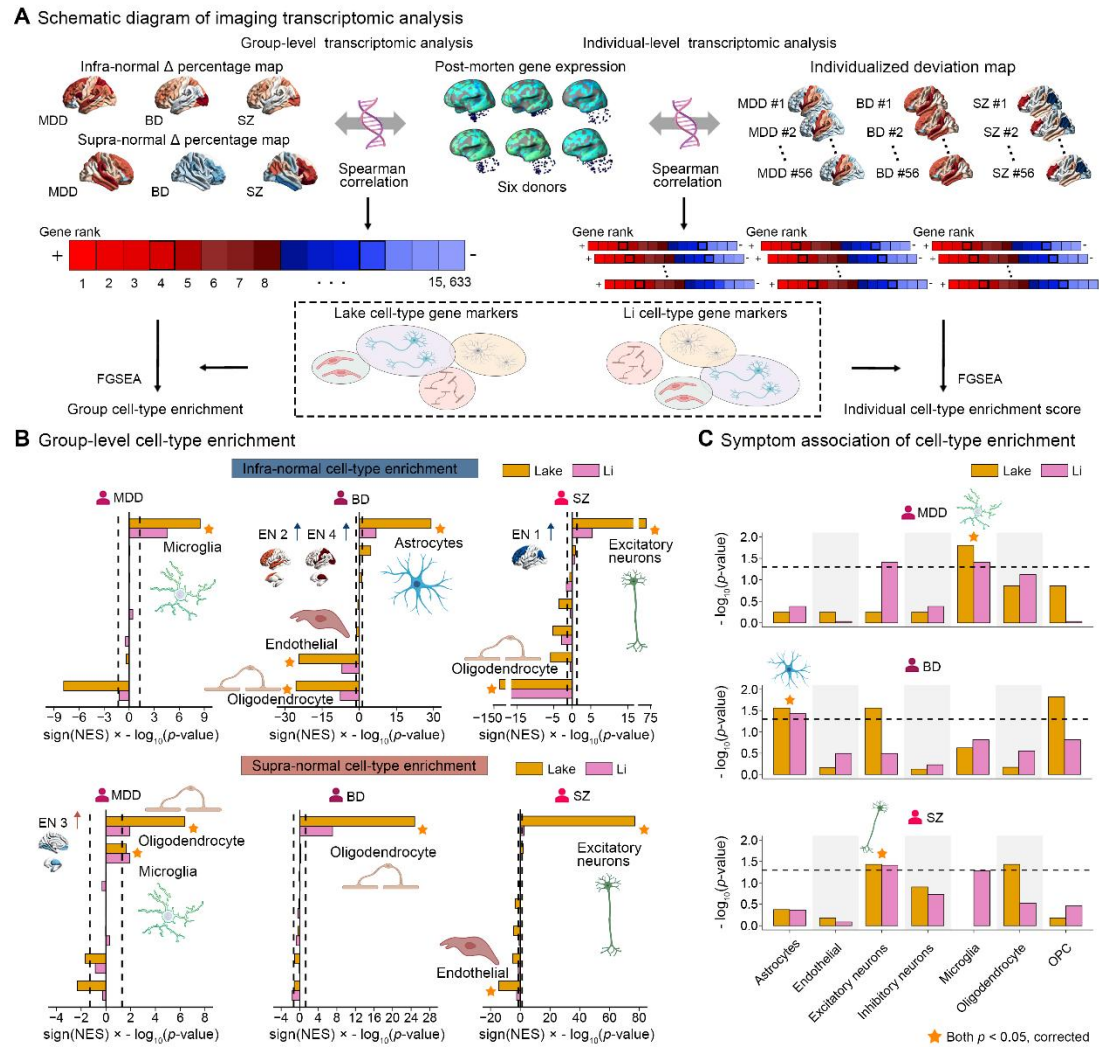 A Schematic diagram of imaging transcriptomic analysis
Group-level transcriptomic analysis
Individual-level transcriptomic analysis
Infra-normal Δ percentage map
MDD
BD
SZ
Supra-normal Δ percentage map
MDD
BD
SZ
Spearman
correlation
Post-morten gene expression
Six donors
Spearman
correlation
Individualized deviation map
MDD #1
BD #1
SZ #1
MDD #2
BD #2
SZ #2
MDD #56
BD #56
SZ #56
Gene rank
+
-
1 2 3 4 5 6 7 8 · · · 15, 633
Gene rank
+ -
+ -
+ -
Gene rank
+ -
+ -
+ -
Gene rank
+ -
+ -
+ -
Lake cell-type gene markers
Li cell-type gene markers
FGSEA
Group cell-type enrichment
FGSEA
Individual cell-type enrichment score
B Group-level cell-type enrichment
Infra-normal cell-type enrichment
Lake Li
MDD
Microglia
-9 -6 -3 0 3 6 9
sign(NES) × - log10(p-value)
BD
EN 2 EN 4
Astrocytes
Endothelial
Oligodendrocyte
-30 -15 0 15 30
sign(NES) × - log10(p-value)
SZ
EN 1
Excitatory
neurons
Oligodendrocyte
-150 -15 -5 0 5 15 75
sign(NES) × - log10(p-value)
Supra-normal cell-type enrichment
Lake Li
MDD
EN 3
Oligodendrocyte
Microglia
-4 -2 0 2 4 6 8
sign(NES) × - log10(p-value)
BD
Oligodendrocyte
-8 -4 0 4 8 12 16 20 24 28
sign(NES) × - log10(p-value)
SZ
Excitatory
neurons
Endothelial
-20 0 20 40 60 80
sign(NES) × - log10(p-value)
C Symptom association of cell-type enrichment
Lake Li
MDD
2.0
1.5
1.0
0.5
0.0
- log10(p-value)
BD
2.0
1.5
1.0
0.5
0.0
- log10(p-value)
SZ
2.0
1.5
1.0
0.5
0.0
- log10(p-value)
Astrocytes
Endothelial
Excitatory neurons
Inhibitory neurons
Microglia
Oligodendrocyte
OPC
Both p < 0.05, corrected